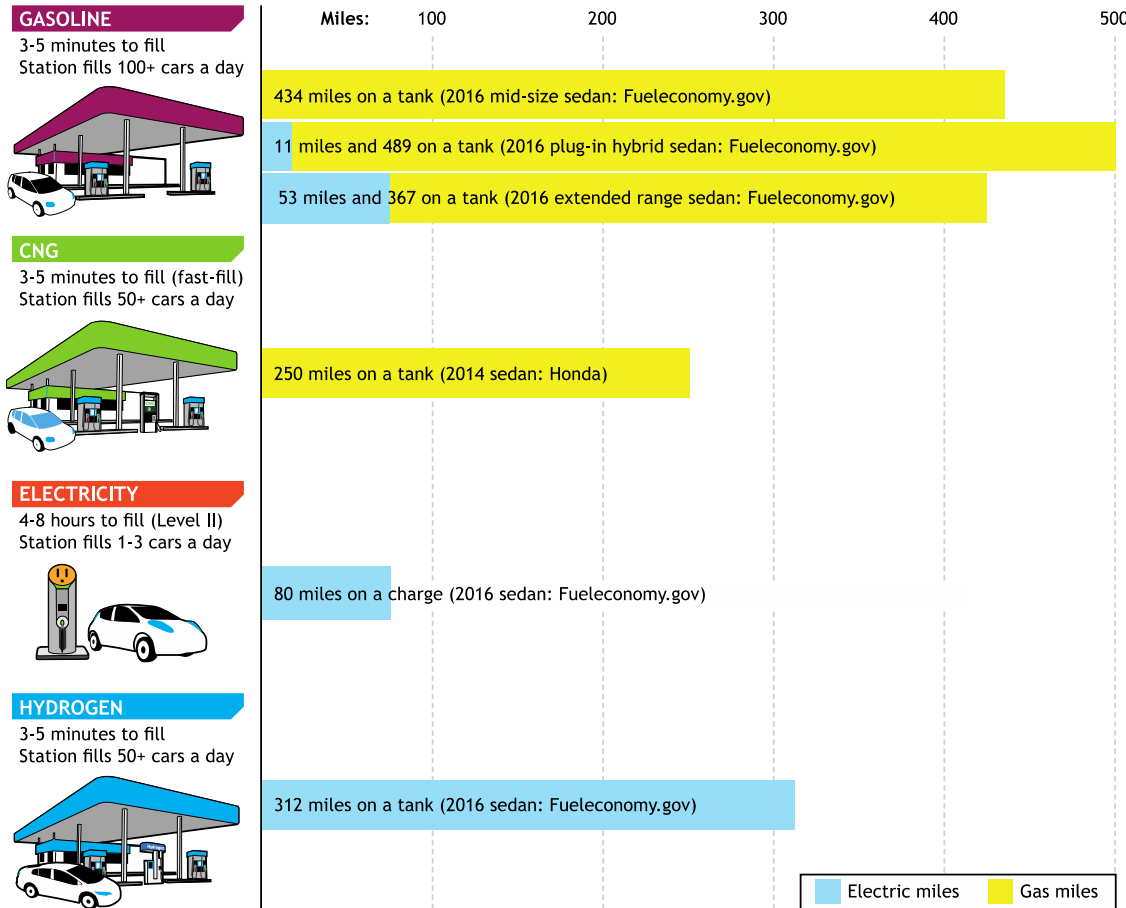 GASOLINE
3-5 minutes to fill
Station fills 100+ cars a day
Miles: 100 200 300 400 500
434 miles on a tank (2016 mid-size sedan: Fueleconomy.gov)
11 miles and 489 on a tank (2016 plug-in hybrid sedan: Fueleconomy.gov)
53 miles and 367 on a tank (2016 extended range sedan: Fueleconomy.gov)
CNG
3-5 minutes to fill (fast-fill)
Station fills 50+ cars a day
250 miles on a tank (2014 sedan: Honda)
ELECTRICITY
4-8 hours to fill (Level II)
Station fills 1-3 cars a day
80 miles on a charge (2016 sedan: Fueleconomy.gov)
HYDROGEN
3-5 minutes to fill
Station fills 50+ cars a day
Hydrogen
312 miles on a tank (2016 sedan: Fueleconomy.gov)
Electric miles
Gas miles